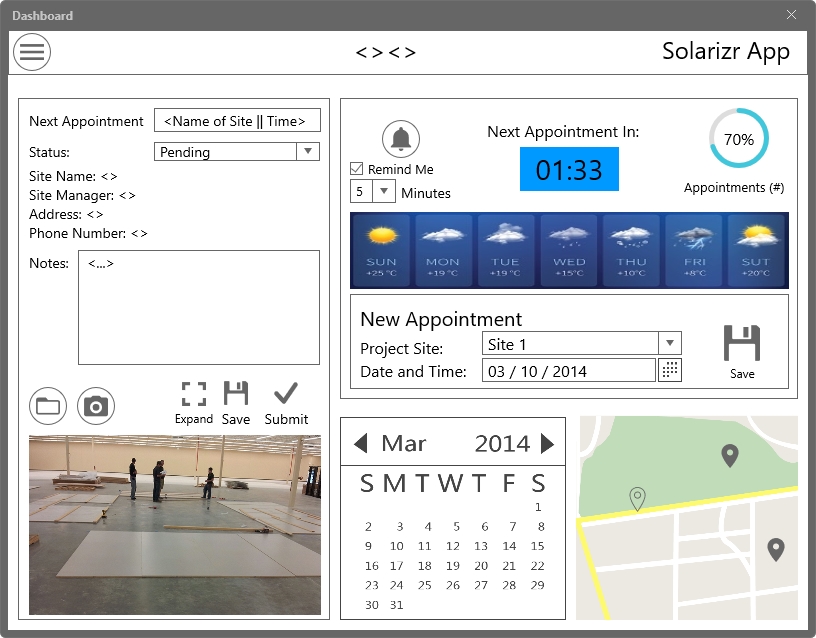 Dashboard
<><>
Solarizr App
Next Appointment
<Name of Site || Time>
Status:
Pending
Site Name: <>
Site Manager: <>
Address: <>
Phone Number: <>
Notes:
<...>
Expand
Save
Submit
Remind Me
5
Minutes
Next Appointment In:
01:33
70%
Appointments (#)
SUN MON TUE WED THU FRI SUT
+25 °C +19 °C +19 °C +15°C +10°C +8°C +20°C
New Appointment
Project Site:
Site 1
Date and Time:
03 / 10 / 2014
Save
Mar 2014
S M T W T F S
1
2 3 4 5 6 7 8
9 10 11 12 13 14 15
16 17 18 19 20 21 22
23 24 25 26 27 28 29
30 31